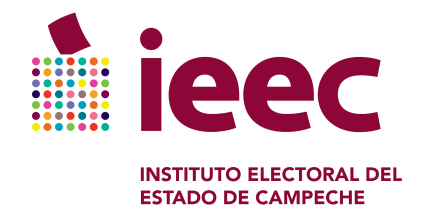 ieec
INSTITUTO ELECTORAL DEL
ESTADO DE CAMPECHE